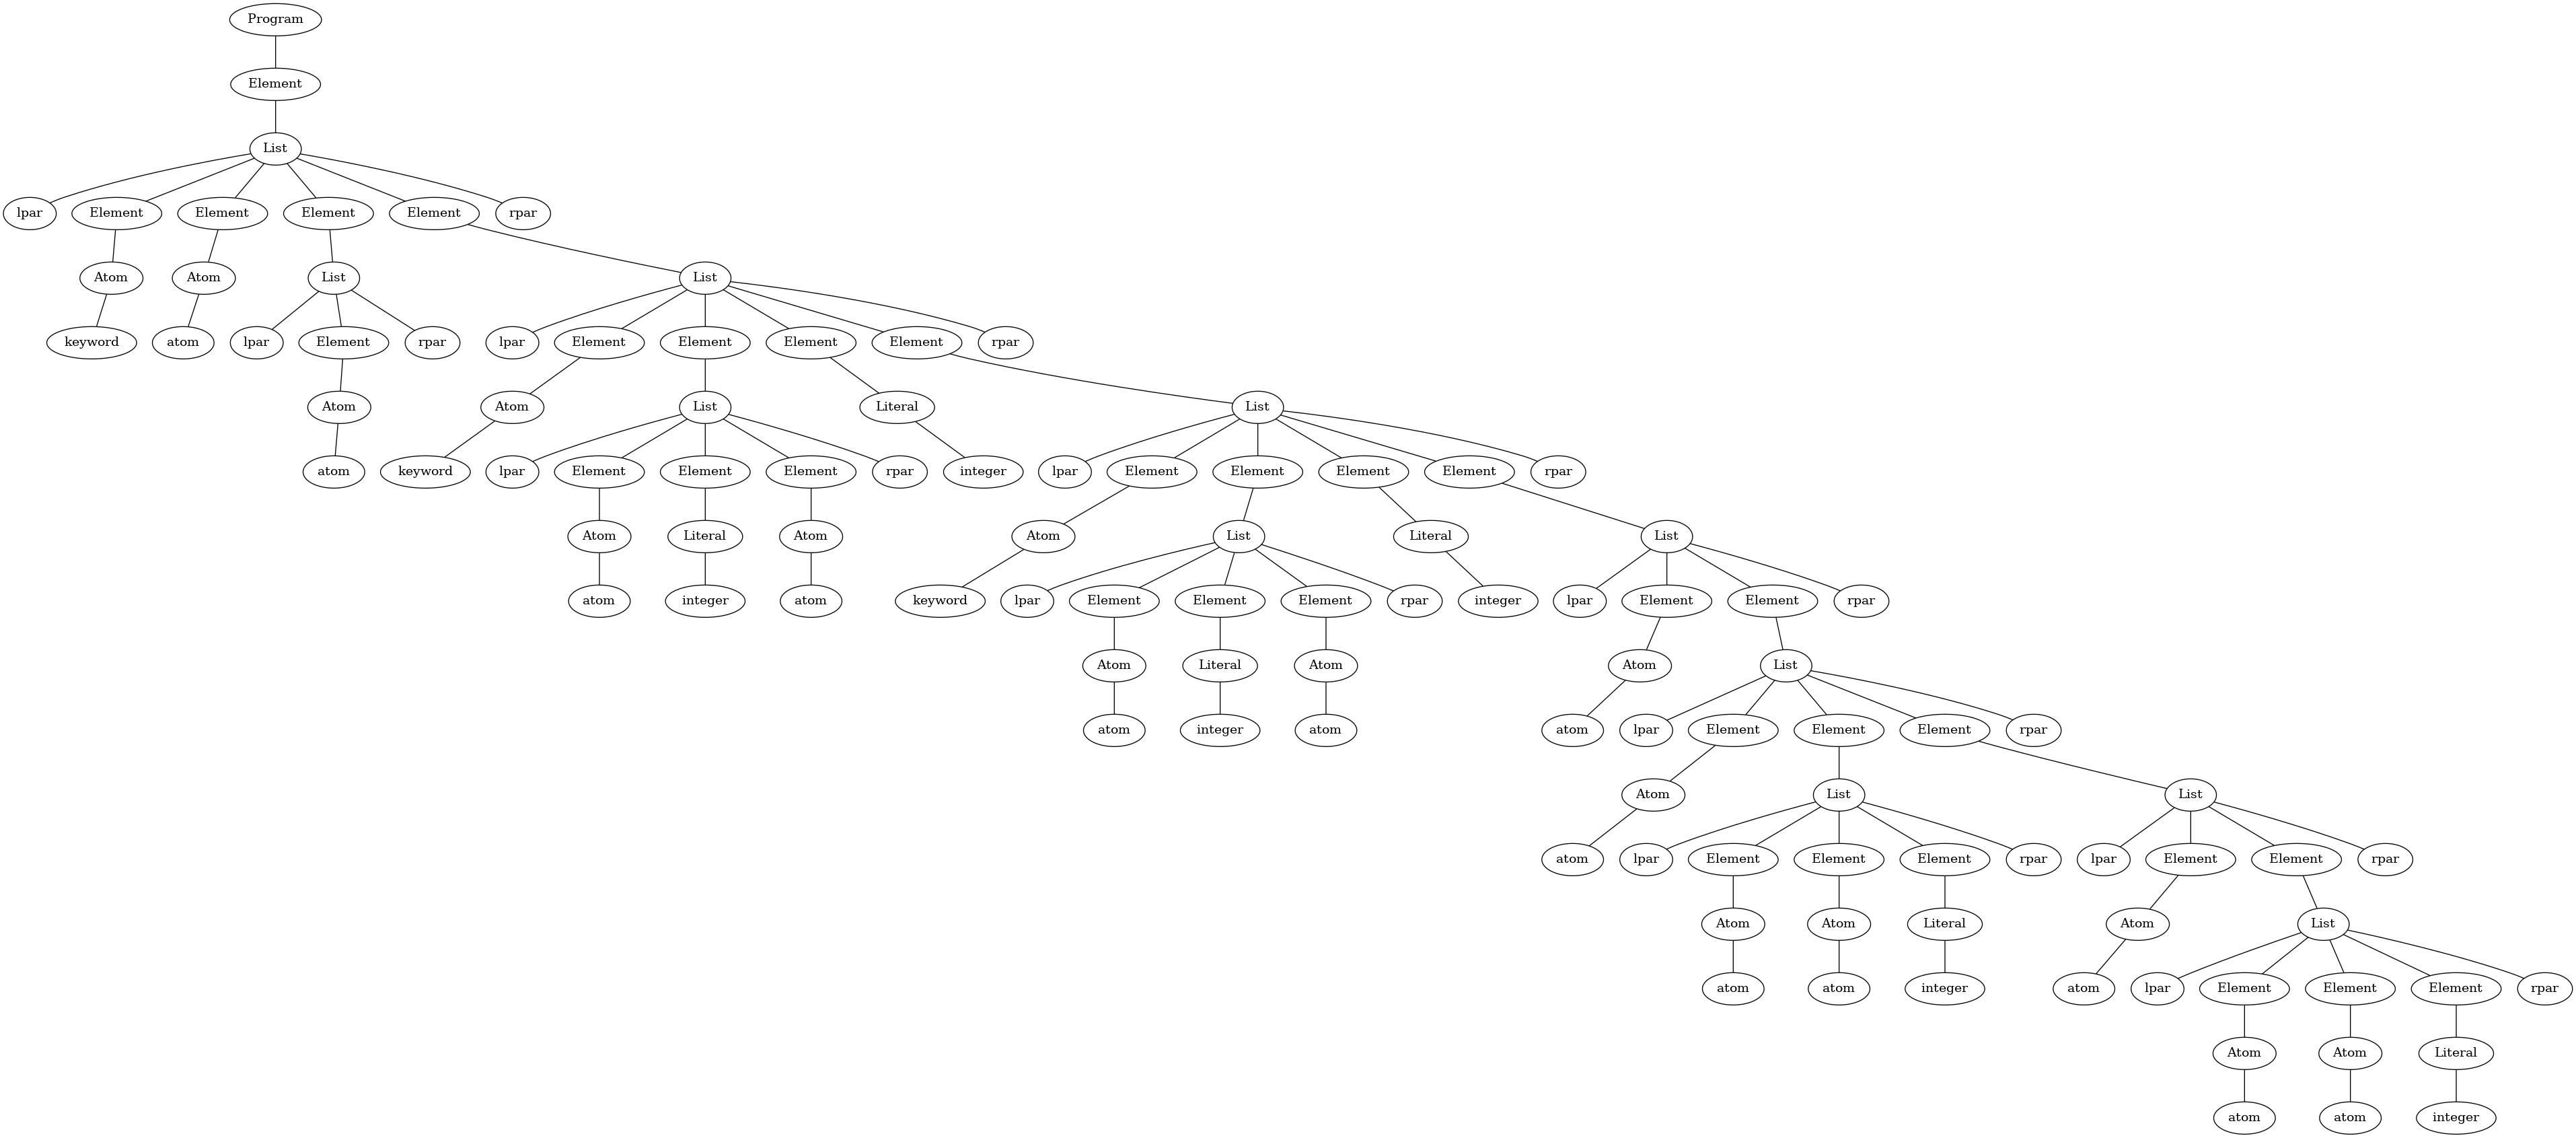 Program
Element
List
lpar Element Element Element Element rpar
Atom Atom List List
keyword atom lpar Element rpar lpar Element Element Element Element rpar
Atom Atom List Literal List
atom keyword lpar Element Element Element rpar integer lpar Element Element Element Element rpar
Atom Literal Atom Atom List Literal List
atom integer atom keyword lpar Element Element Element rpar integer lpar Element Element rpar
Atom Literal Atom Atom List
atom integer atom atom lpar Element Element Element rpar
Atom List List
atom lpar Element Element Element rpar lpar Element Element rpar
Atom Atom Literal Atom List
atom atom integer atom lpar Element Element Element rpar
Atom Atom Literal
atom atom integer